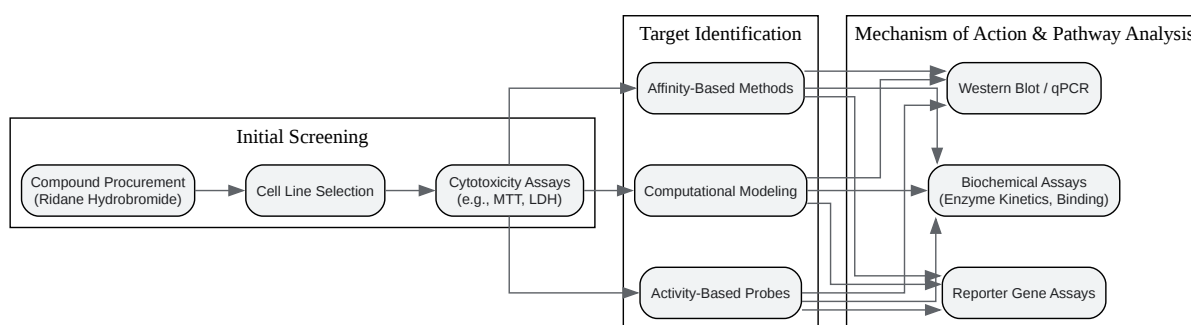 Initial Screening
Compound Procurement
(Ridane Hydrobromide)
Cell Line Selection
Cytotoxicity Assays
(e.g., MTT, LDH)
Target Identification
Affinity-Based Methods
Computational Modeling
Activity-Based Probes
Mechanism of Action & Pathway Analysis
Western Blot / qPCR
Biochemical Assays
(Enzyme Kinetics, Binding)
Reporter Gene Assays